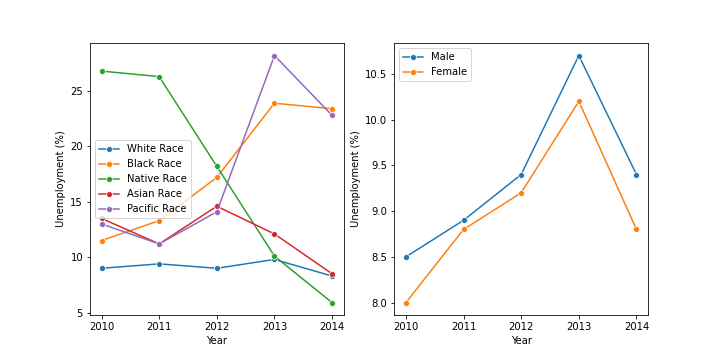 Unemployment (%)
25
20
15
10
5
White Race
Black Race
Native Race
Asian Race
Pacific Race
2010 2011 2012 2013 2014
Year
Unemployment (%)
10.5
10.0
9.5
9.0
8.5
8.0
Male
Female
2010 2011 2012 2013 2014
Year